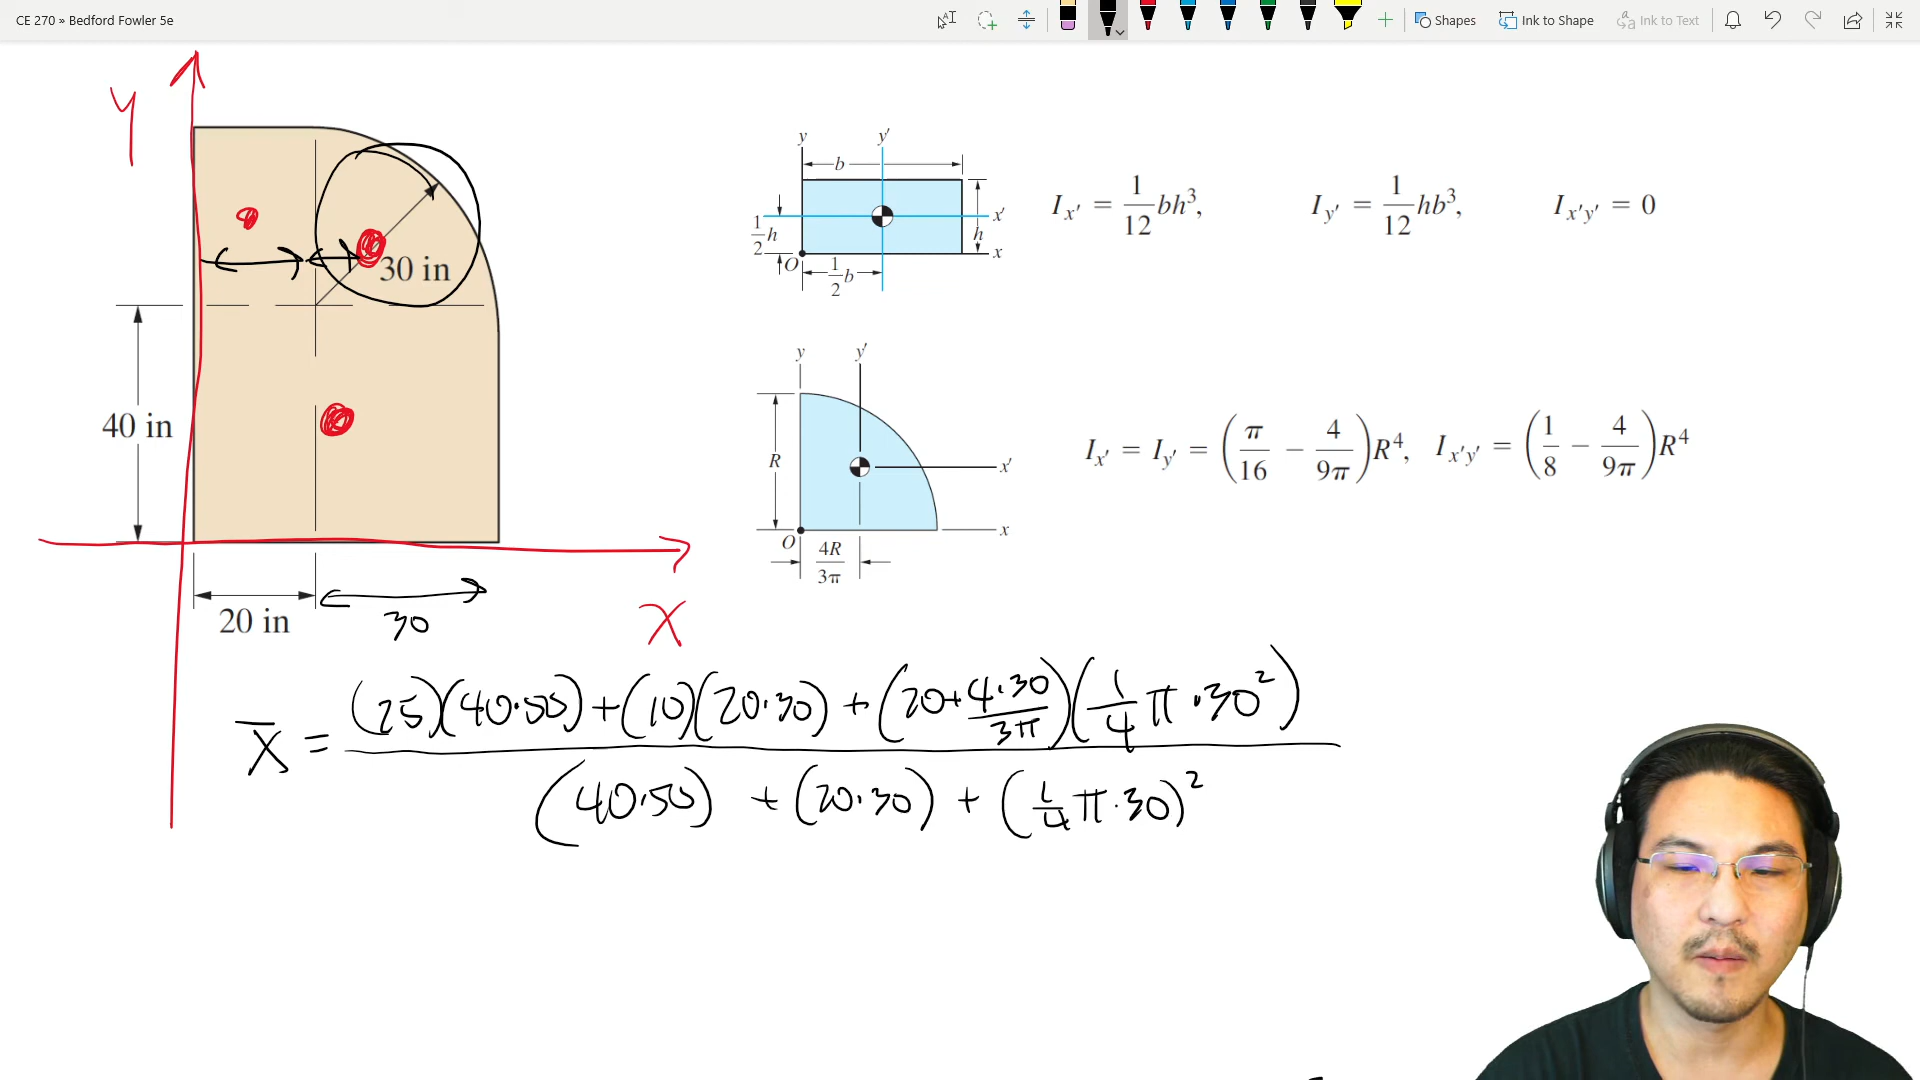 CE 270 » Bedford Fowler 5e
Shapes
Ink to Shape
Ink to Text
Y
30 in
40 in
20 in
30
X
y y′
b
1/2 h
x′
h
x
O
1/2 b
I_x′ = 1/12 bh³, I_y′ = 1/12 hb³, I_x′y′ = 0
y y′
R
x′
O
x
4R/3π
I_x′ = I_y′ = (π/16 − 4/9π)R⁴, I_x′y′ = (1/8 − 4/9π)R⁴
X̄ = (25)(40·50)+(10)(20·30)+(20+4·30/3π)(1/4 π·30²)
(40·50) + (20·30) + (1/4 π·30)²